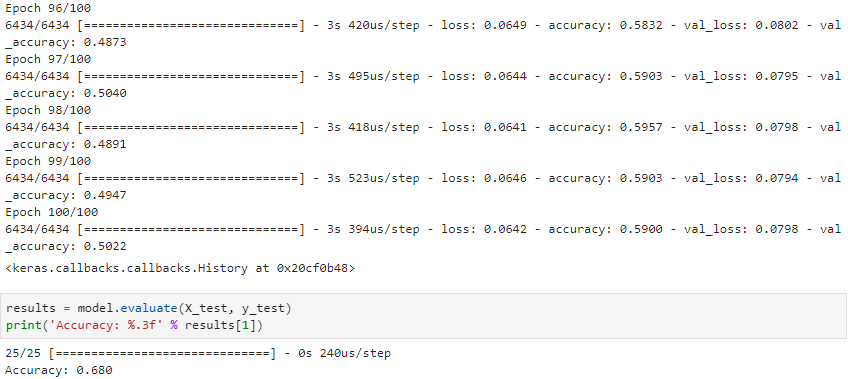 Epoch 96/100
6434/6434 [==============================] - 3s 420us/step - loss: 0.0649 - accuracy: 0.5832 - val_loss: 0.0802 - val
_accuracy: 0.4873
Epoch 97/100
6434/6434 [==============================] - 3s 495us/step - loss: 0.0644 - accuracy: 0.5903 - val_loss: 0.0795 - val
_accuracy: 0.5040
Epoch 98/100
6434/6434 [==============================] - 3s 418us/step - loss: 0.0641 - accuracy: 0.5957 - val_loss: 0.0798 - val
_accuracy: 0.4891
Epoch 99/100
6434/6434 [==============================] - 3s 523us/step - loss: 0.0646 - accuracy: 0.5903 - val_loss: 0.0794 - val
_accuracy: 0.4947
Epoch 100/100
6434/6434 [==============================] - 3s 394us/step - loss: 0.0642 - accuracy: 0.5900 - val_loss: 0.0798 - val
_accuracy: 0.5022
<keras.callbacks.callbacks.History at 0x20cf0b48>
results = model.evaluate(X_test, y_test)
print('Accuracy: %.3f' % results[1])
25/25 [==============================] - 0s 240us/step
Accuracy: 0.680